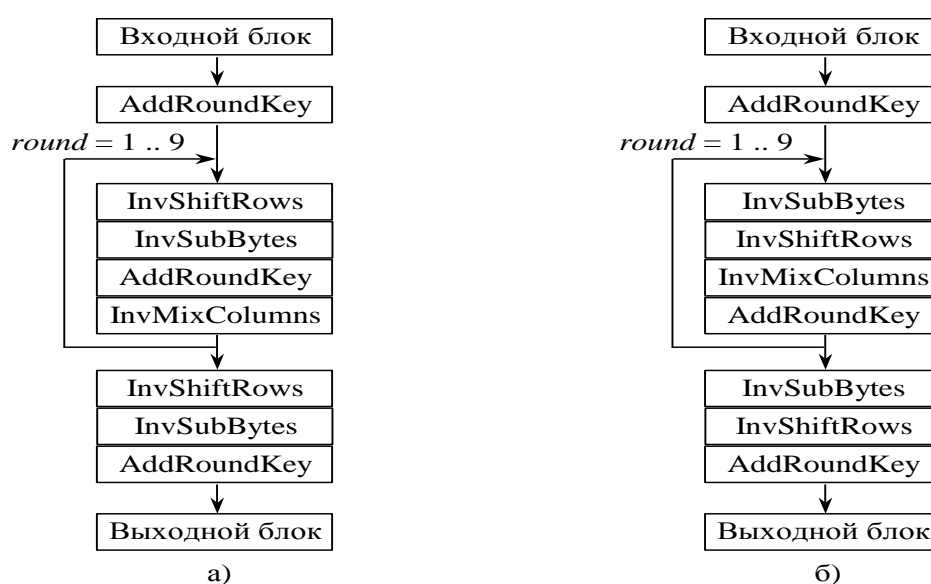 Входной блок
AddRoundKey
round = 1 .. 9
InvShiftRows
InvSubBytes
AddRoundKey
InvMixColumns
InvShiftRows
InvSubBytes
AddRoundKey
Выходной блок
а)
Входной блок
AddRoundKey
round = 1 .. 9
InvSubBytes
InvShiftRows
InvMixColumns
AddRoundKey
InvSubBytes
InvShiftRows
AddRoundKey
Выходной блок
б)